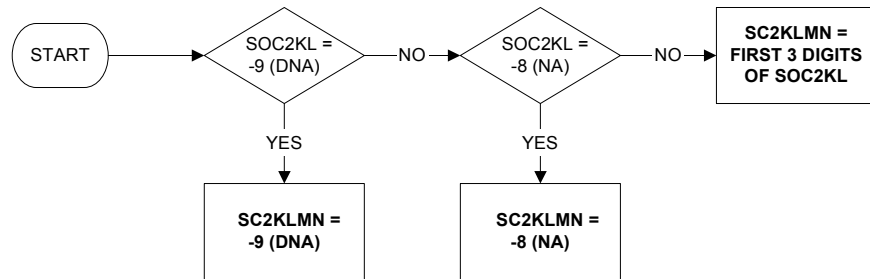 START
SOC2KL =
-9 (DNA)
NO
SOC2KL =
-8 (NA)
NO
SC2KLMN =
FIRST 3 DIGITS
OF SOC2KL
YES
YES
SC2KLMN =
-9 (DNA)
SC2KLMN =
-8 (NA)